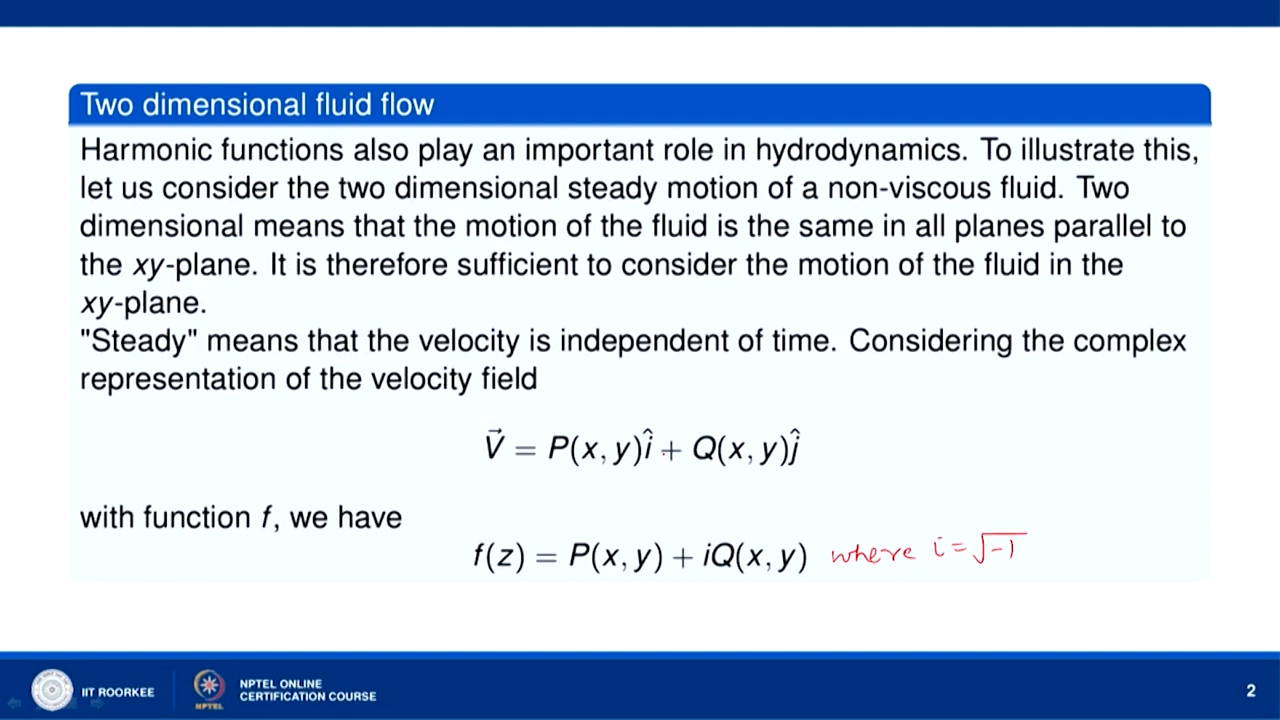 Two dimensional fluid flow
Harmonic functions also play an important role in hydrodynamics. To illustrate this,
let us consider the two dimensional steady motion of a non-viscous fluid. Two
dimensional means that the motion of the fluid is the same in all planes parallel to
the xy-plane. It is therefore sufficient to consider the motion of the fluid in the
xy-plane.
"Steady" means that the velocity is independent of time. Considering the complex
representation of the velocity field
V⃗ = P(x, y)î + Q(x, y)ĵ
with function f, we have
f(z) = P(x, y) + iQ(x, y) where i = √-1
IIT ROORKEE
NPTEL
NPTEL ONLINE
CERTIFICATION COURSE
2